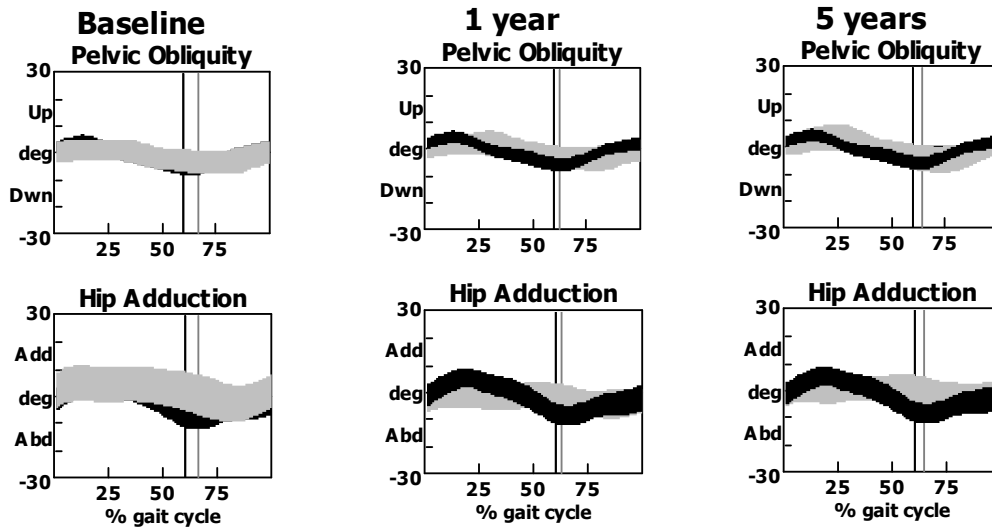 Baseline
Pelvic Obliquity
30
Up
deg
Dwn
-30
25 50 75
Hip Adduction
30
Add
deg
Abd
-30
25 50 75
% gait cycle
1 year
Pelvic Obliquity
30
Up
deg
Dwn
-30
25 50 75
Hip Adduction
30
Add
deg
Abd
-30
25 50 75
% gait cycle
5 years
Pelvic Obliquity
30
Up
deg
Dwn
-30
25 50 75
Hip Adduction
30
Add
deg
Abd
-30
25 50 75
% gait cycle